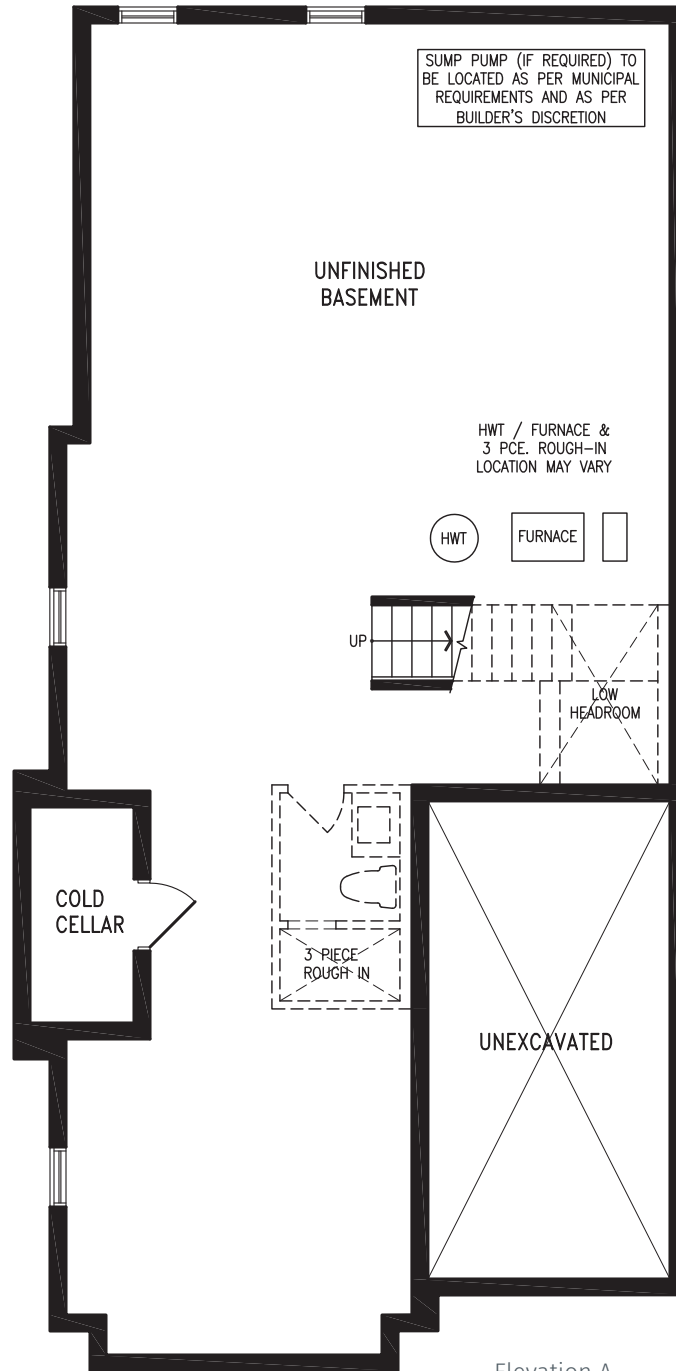 SUMP PUMP (IF REQUIRED) TO
BE LOCATED AS PER MUNICIPAL
REQUIREMENTS AND AS PER
BUILDER'S DISCRETION
UNFINISHED
BASEMENT
HWT / FURNACE &
3 PCE. ROUGH-IN
LOCATION MAY VARY
HWT
FURNACE
UP
LOW
HEADROOM
COLD
CELLAR
3 PIECE
ROUGH IN
UNEXCAVATED
Elevation A